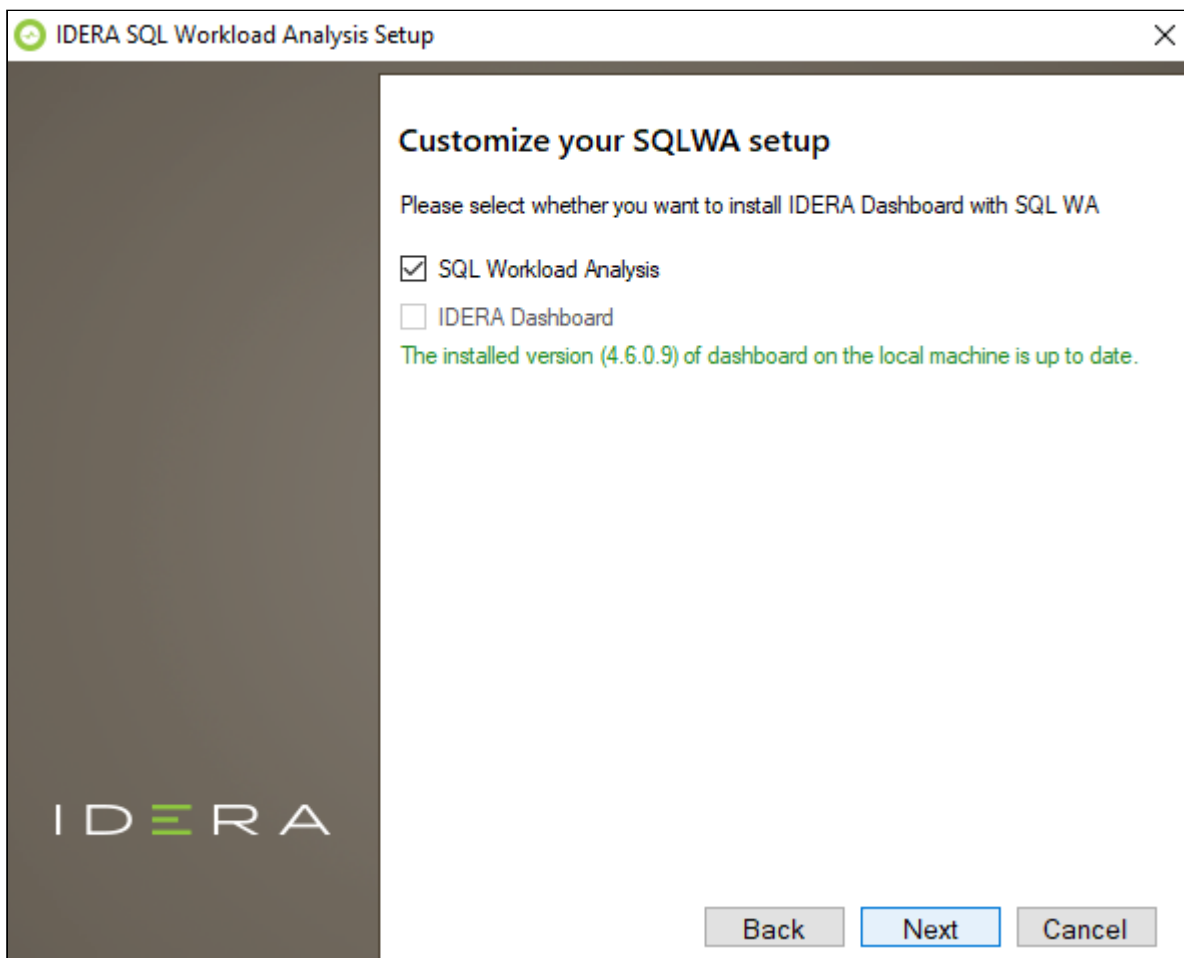 IDERA SQL Workload Analysis Setup
Customize your SQLWA setup
Please select whether you want to install IDERA Dashboard with SQL WA
SQL Workload Analysis
IDERA Dashboard
The installed version (4.6.0.9) of dashboard on the local machine is up to date.
IDERA
Back
Next
Cancel